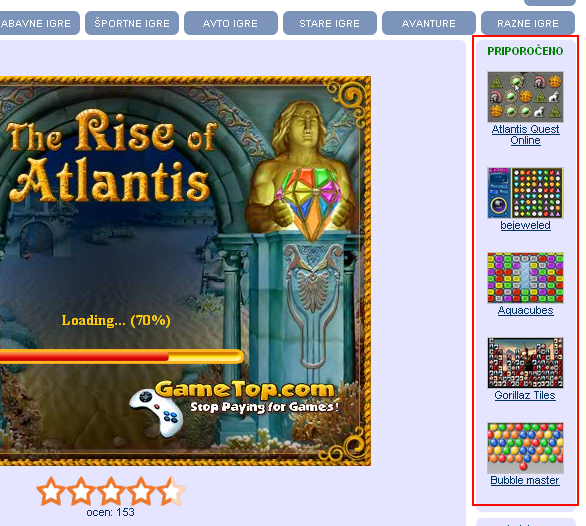 ABAVNE IGRE
ŠPORTNE IGRE
AVTO IGRE
STARE IGRE
AVANTURE
RAZNE IGRE
The Rise of
Atlantis
Loading... (70%)
GameTop.com
Stop Paying for Games!
ocen: 153
PRIPOROČENO
Atlantis Quest
Online
bejeweled
Aquacubes
Gorillaz Tiles
Bubble master